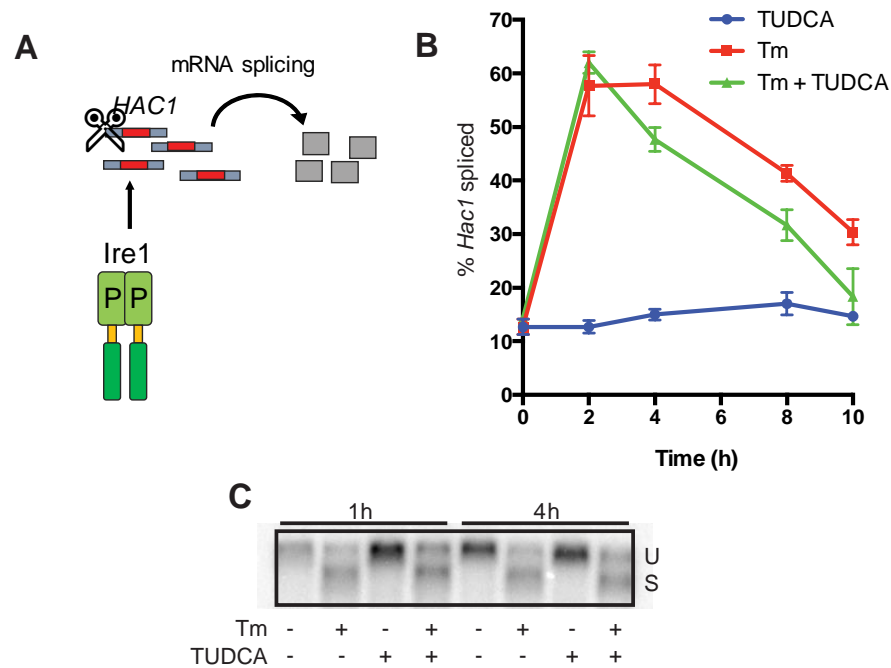 A
mRNA splicing
HAC1
Ire1
P P
B
TUDCA
Tm
Tm + TUDCA
% Hac1 spliced
70
60
50
40
30
20
10
0
0 2 4 6 8 10
Time (h)
C
1h 4h
U
S
Tm - + - + - + - +
TUDCA - - + + - - + +